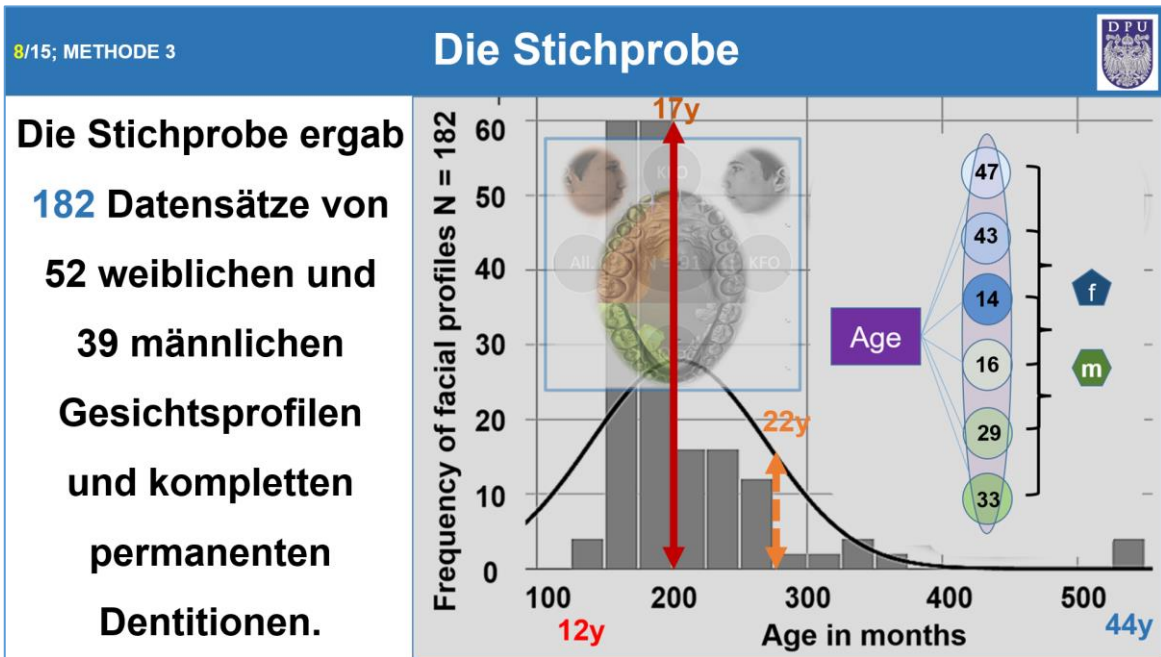 8/15; METHODE 3
Die Stichprobe
DPU
Die Stichprobe ergab
182 Datensätze von
52 weiblichen und
39 männlichen
Gesichtsprofilen
und kompletten
permanenten
Dentitionen.
Frequency of facial profiles N = 182
60
50
40
30
20
10
0
17y
KFO
All.
N = 91
KFO
22y
100
200
300
400
500
12y
Age in months
44y
Age
47
43
14
16
29
33
f
m